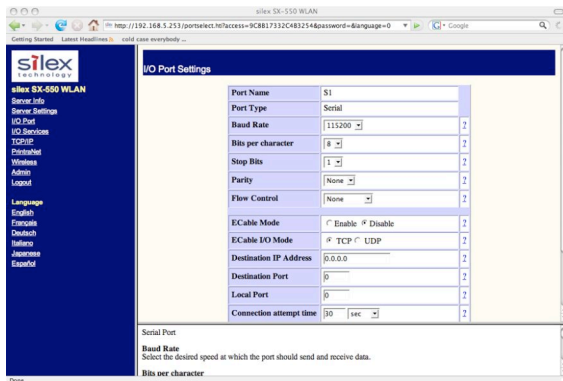 silex SX-550 WLAN
http://192.168.5.253/portselect.htl?access=9C8B17332C4B3254&password=&language=0
Google
Getting Started Latest Headlines cold case everybody ...
silex
technology
silex SX-550 WLAN
Server Info
Server Settings
I/O Port
I/O Services
TCP/IP
PrintraNet
Wireless
Admin
Logout
Language
English
Français
Deutsch
Italiano
Japanese
Español
I/O Port Settings
Port Name S1
Port Type Serial
Baud Rate 115200 ?
Bits per character 8 ?
Stop Bits 1 ?
Parity None ?
Flow Control None ?
ECable Mode Enable Disable ?
ECable I/O Mode TCP UDP ?
Destination IP Address 0.0.0.0 ?
Destination Port 0 ?
Local Port 0 ?
Connection attempt time 30 sec ?
Serial Port
Baud Rate
Select the desired speed at which the port should send and receive data.
Bits per character
Done